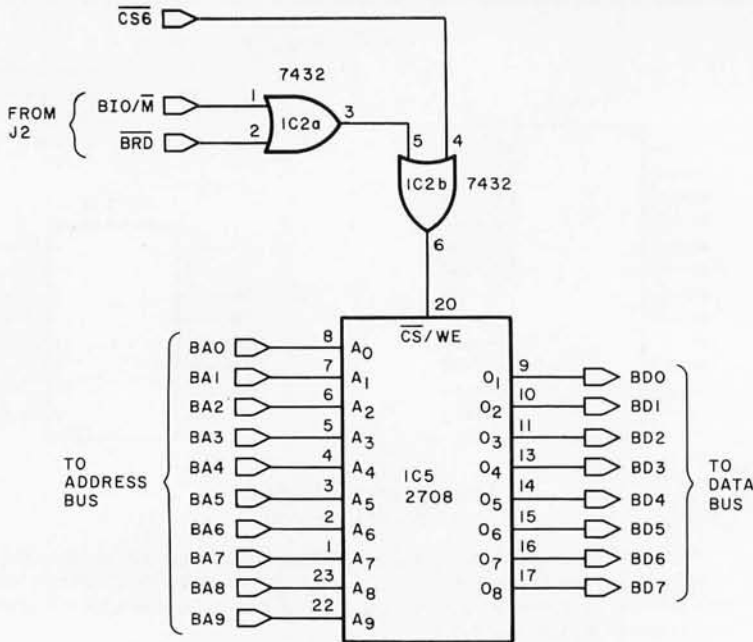 C̅S̅6̅
7432
FROM J2
BIO/M̅
1
IC2a
3
B̅R̅D̅
2
5
4
IC2b
7432
6
20
C̅S̅/WE
BA0
8
A0
BA1
7
A1
9
O1
BD0
BA2
6
A2
10
O2
BD1
BA3
5
A3
11
O3
BD2
BA4
4
A4
13
O4
BD3
TO ADDRESS BUS
IC5
2708
TO DATA BUS
BA5
3
A5
14
O5
BD4
BA6
2
A6
15
O6
BD5
BA7
1
A7
16
O7
BD6
BA8
23
A8
17
O8
BD7
BA9
22
A9